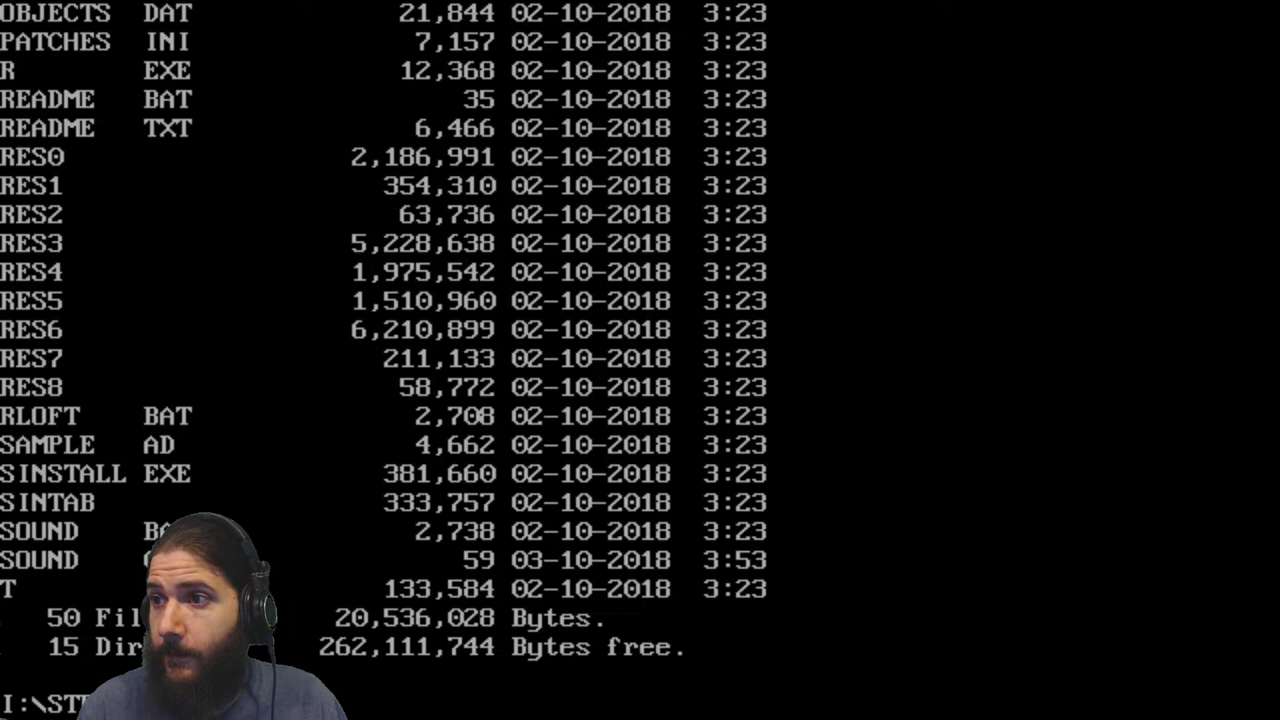 OBJECTS DAT 21,844 02-10-2018 3:23
PATCHES INI 7,157 02-10-2018 3:23
R EXE 12,368 02-10-2018 3:23
README BAT 35 02-10-2018 3:23
README TXT 6,466 02-10-2018 3:23
RES0 2,186,991 02-10-2018 3:23
RES1 354,310 02-10-2018 3:23
RES2 63,736 02-10-2018 3:23
RES3 5,228,638 02-10-2018 3:23
RES4 1,975,542 02-10-2018 3:23
RES5 1,510,960 02-10-2018 3:23
RES6 6,210,899 02-10-2018 3:23
RES7 211,133 02-10-2018 3:23
RES8 58,772 02-10-2018 3:23
RLOFT BAT 2,708 02-10-2018 3:23
SAMPLE AD 4,662 02-10-2018 3:23
SINSTALL EXE 381,660 02-10-2018 3:23
SINTAB 333,757 02-10-2018 3:23
SOUND 2,738 02-10-2018 3:23
SOUND 59 03-10-2018 3:53
T 133,584 02-10-2018 3:23
50 Fil 20,536,028 Bytes.
15 Dir 262,111,744 Bytes free.
I:\ST